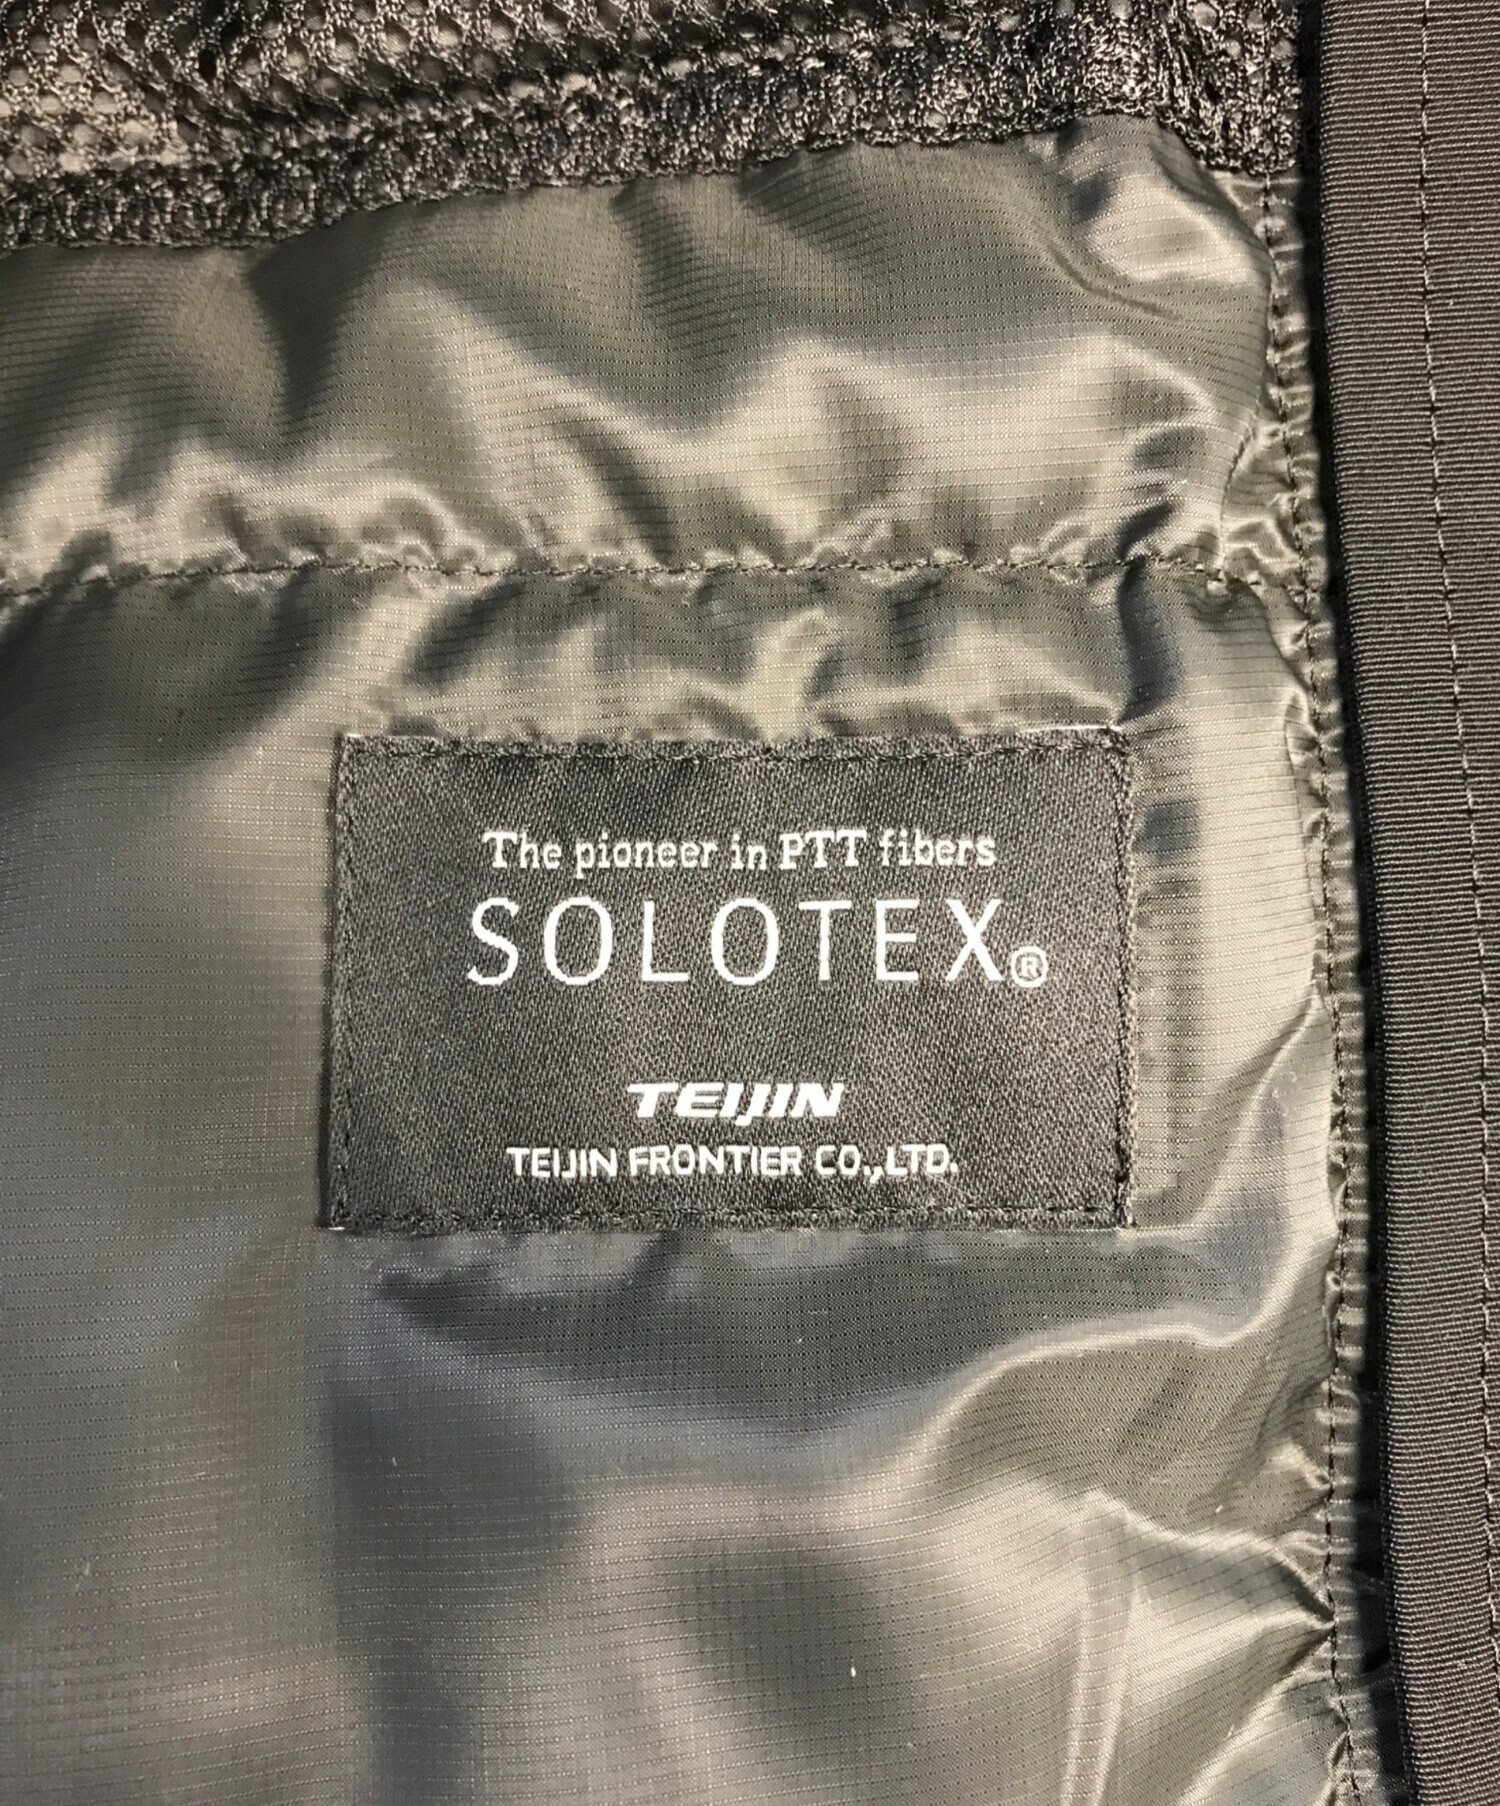 The pioneer in PTT fibers
SOLOTEX®
TEIJIN
TEIJIN FRONTIER CO.,LTD.